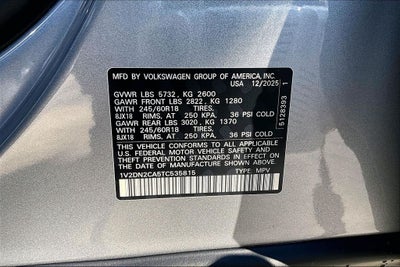 MFD BY VOLKSWAGEN GROUP OF AMERICA, INC.
USA 12/2025
GVWR LBS 5732, KG 2600
GAWR FRONT LBS 2822, KG 1280
WITH 245/60R18 TIRES,
8JX18 RIMS, AT 250 KPA, 36 PSI COLD
GAWR REAR LBS 3020, KG 1370
WITH 245/60R18 TIRES,
8JX18 RIMS, AT 250 KPA, 36 PSI COLD
THIS VEHICLE CONFORMS TO ALL APPLICABLE
U.S. FEDERAL MOTOR VEHICLE SAFETY
STANDARDS IN EFFECT ON THE
DATE OF MANUFACTURE SHOWN ABOVE.
1V2DN2CA5TC535815 TYPE: MPV
5128393 1